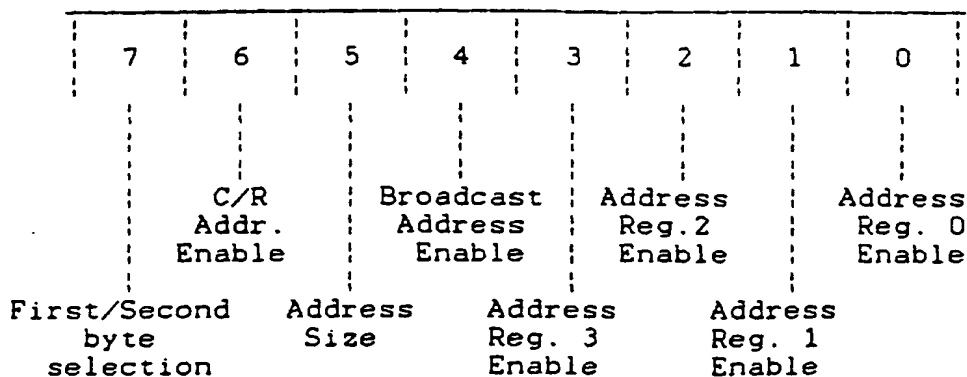 7 6 5 4 3 2 1 0
C/R Broadcast Address Address
Addr. Address Reg.2 Reg. 0
Enable Enable Enable Enable
First/Second Address Address Address
byte Size Reg. 3 Reg. 1
selection Enable Enable